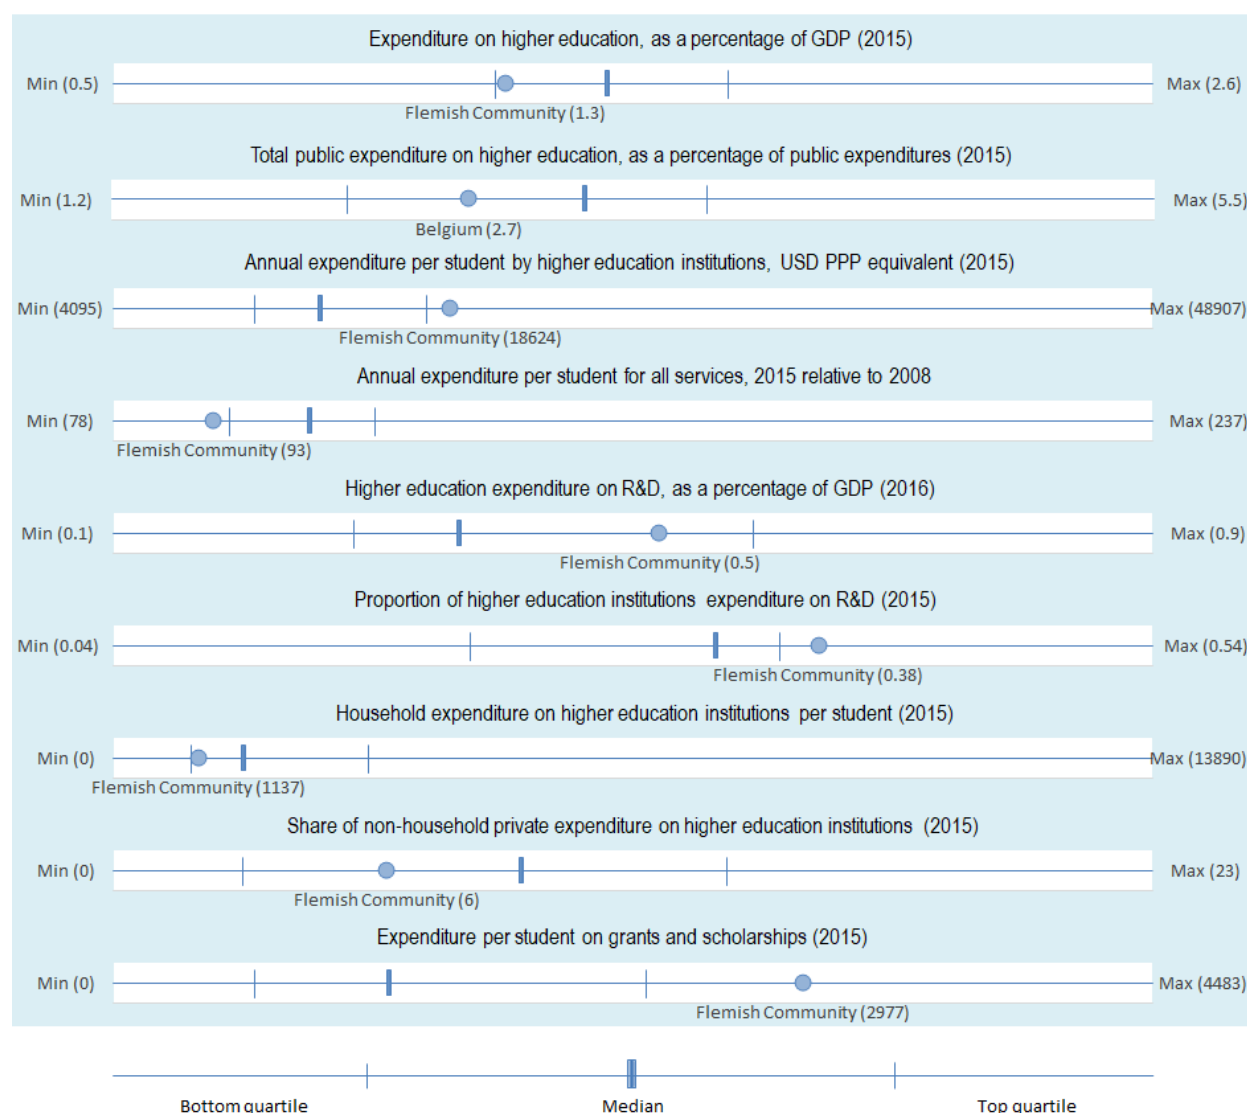 Expenditure on higher education, as a percentage of GDP (2015)
Min (0.5)
Max (2.6)
Flemish Community (1.3)
Total public expenditure on higher education, as a percentage of public expenditures (2015)
Min (1.2)
Max (5.5)
Belgium (2.7)
Annual expenditure per student by higher education institutions, USD PPP equivalent (2015)
Min (4095)
Max (48907)
Flemish Community (18624)
Annual expenditure per student for all services, 2015 relative to 2008
Min (78)
Max (237)
Flemish Community (93)
Higher education expenditure on R&D, as a percentage of GDP (2016)
Min (0.1)
Max (0.9)
Flemish Community (0.5)
Proportion of higher education institutions expenditure on R&D (2015)
Min (0.04)
Max (0.54)
Flemish Community (0.38)
Household expenditure on higher education institutions per student (2015)
Min (0)
Max (13890)
Flemish Community (1137)
Share of non-household private expenditure on higher education institutions (2015)
Min (0)
Max (23)
Flemish Community (6)
Expenditure per student on grants and scholarships (2015)
Min (0)
Max (4483)
Flemish Community (2977)
Bottom quartile
Median
Top quartile